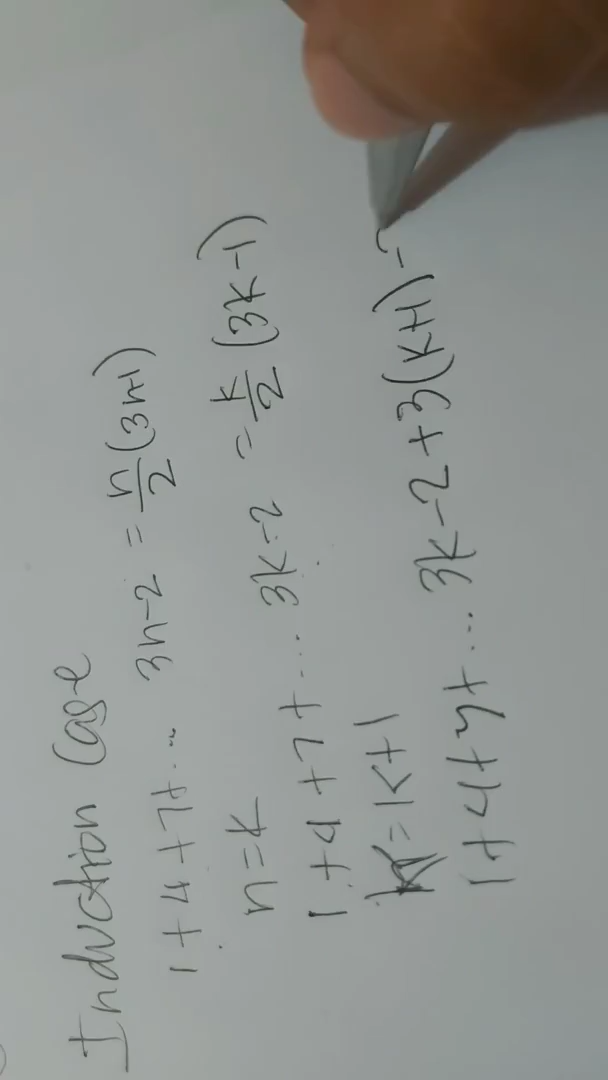 Induction Case
1 + 4 + 7 + ... 3n-2 = n/2 (3n-1)
n=k
1 + 4 + 7 + ... 3k-2 = k/2 (3k-1)
n=k+1
1 + 4 + 7 + ... 3k-2 + 3(k+1) -